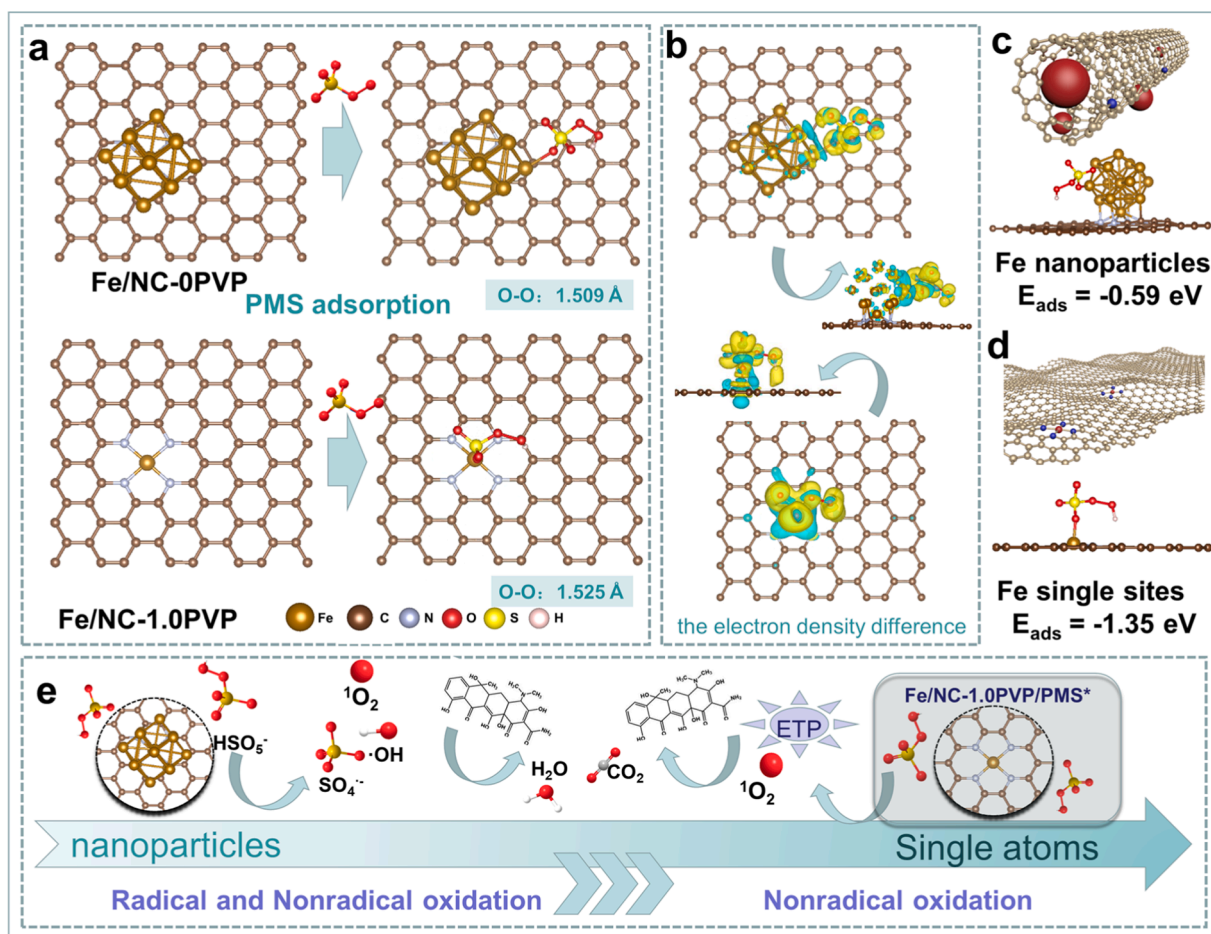 a
Fe/NC-0PVP
PMS adsorption
O-O: 1.509 Å
Fe/NC-1.0PVP
O-O: 1.525 Å
Fe C N O S H
b
the electron density difference
c
Fe nanoparticles
E_ads = -0.59 eV
d
Fe single sites
E_ads = -1.35 eV
e
HSO₅⁻
¹O₂
·OH
SO₄·⁻
H₂O
CO₂
ETP
¹O₂
Fe/NC-1.0PVP/PMS*
nanoparticles
Single atoms
Radical and Nonradical oxidation
Nonradical oxidation